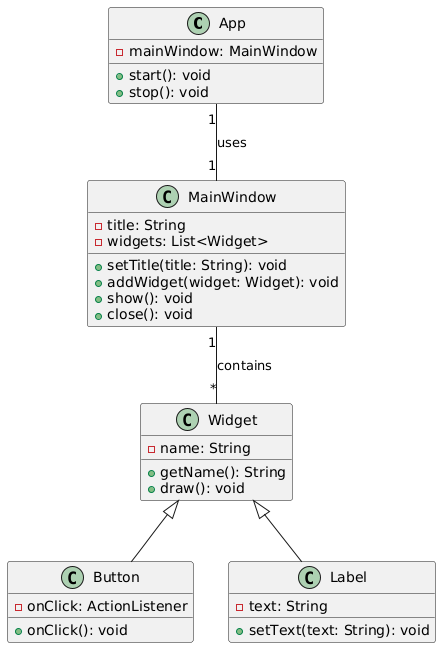 C App
mainWindow: MainWindow
start(): void
stop(): void
1
uses
1
C MainWindow
title: String
widgets: List<Widget>
setTitle(title: String): void
addWidget(widget: Widget): void
show(): void
close(): void
1
contains
*
C Widget
name: String
getName(): String
draw(): void
C Button
onClick: ActionListener
onClick(): void
C Label
text: String
setText(text: String): void